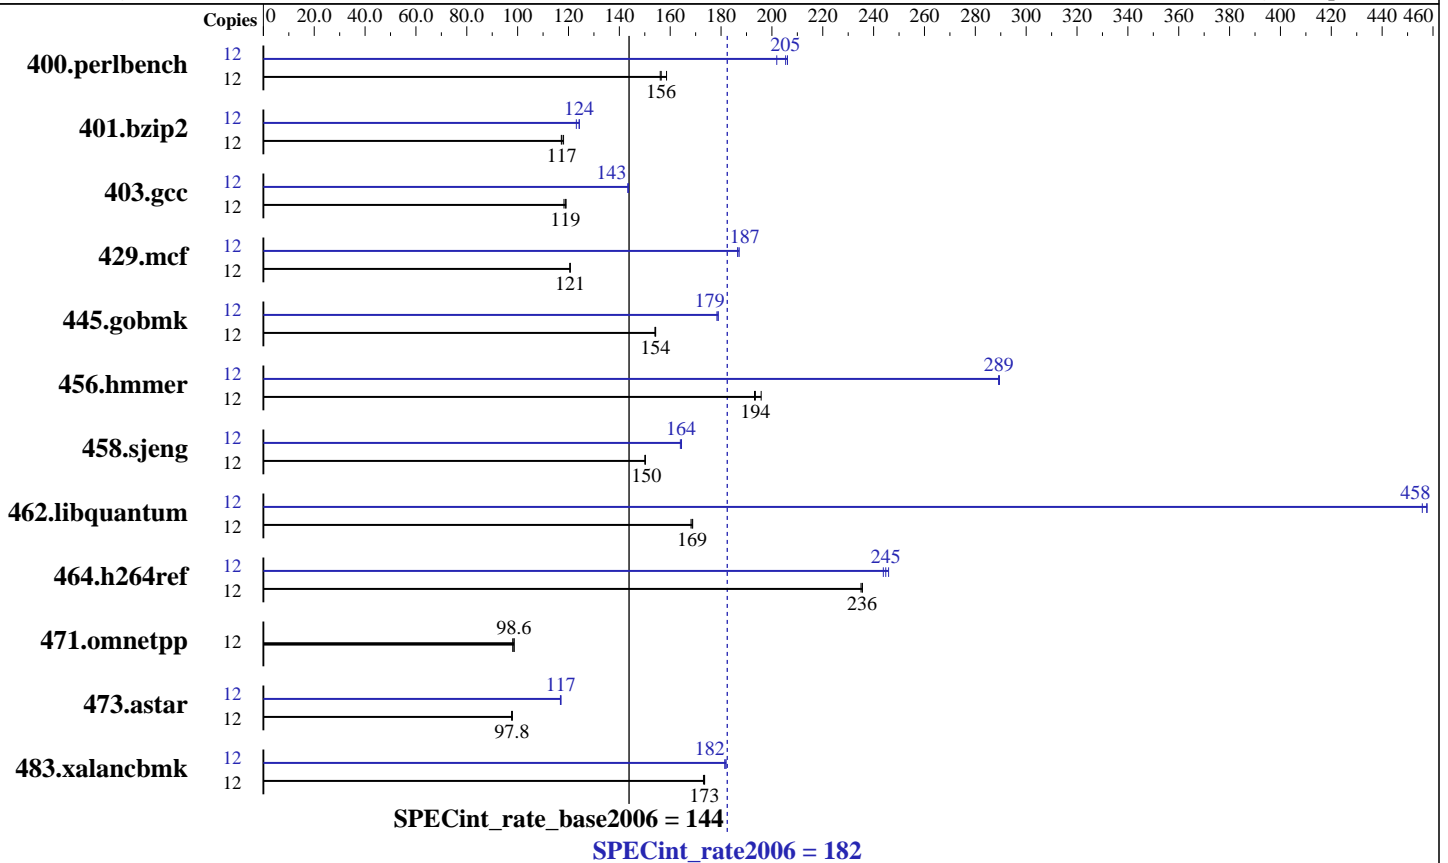 Copies 0 20.0 40.0 60.0 80.0 100 120 140 160 180 200 220 240 260 280 300 320 340 360 380 400 420 440 460
12 205
400.perlbench
12 156
12 124
401.bzip2
12 117
12 143
403.gcc
12 119
12 187
429.mcf
12 121
12 179
445.gobmk
12 154
12 289
456.hmmer
12 194
12 164
458.sjeng
12 150
12 458
462.libquantum
12 169
12 245
464.h264ref
12 236
471.omnetpp 12 98.6
12 117
473.astar
12 97.8
12 182
483.xalancbmk
12 173
SPECint_rate_base2006 = 144
SPECint_rate2006 = 182